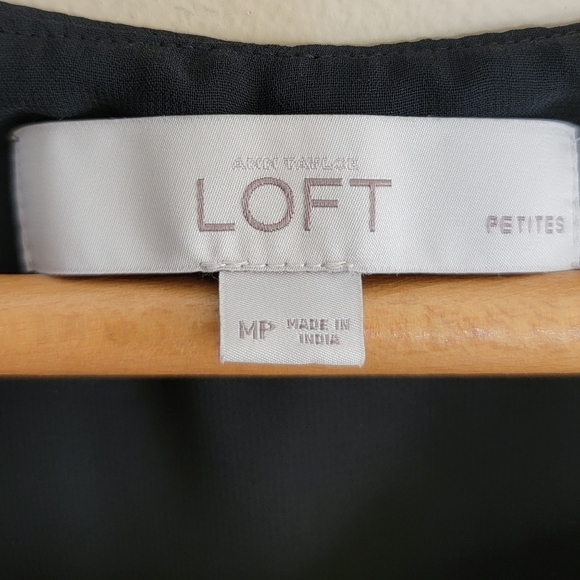 ANN TAYLOR
LOFT
PETITES
MP MADE IN
INDIA